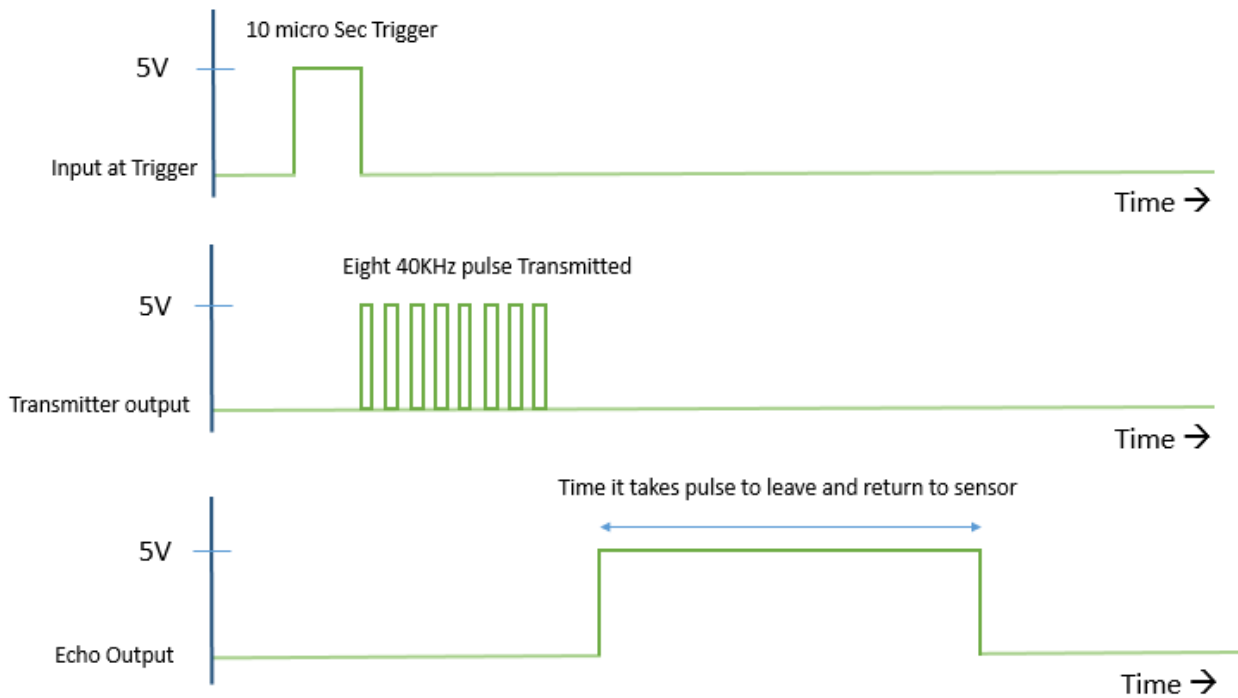 10 micro Sec Trigger
5V
Input at Trigger
Time →
Eight 40KHz pulse Transmitted
5V
Transmitter output
Time →
Time it takes pulse to leave and return to sensor
5V
Echo Output
Time →